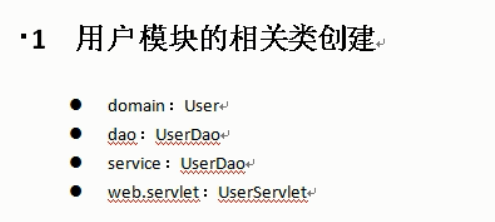 1 用户模块的相关类创建
● domain：User
● dao：UserDao
● service：UserDao
● web.servlet：UserServlet